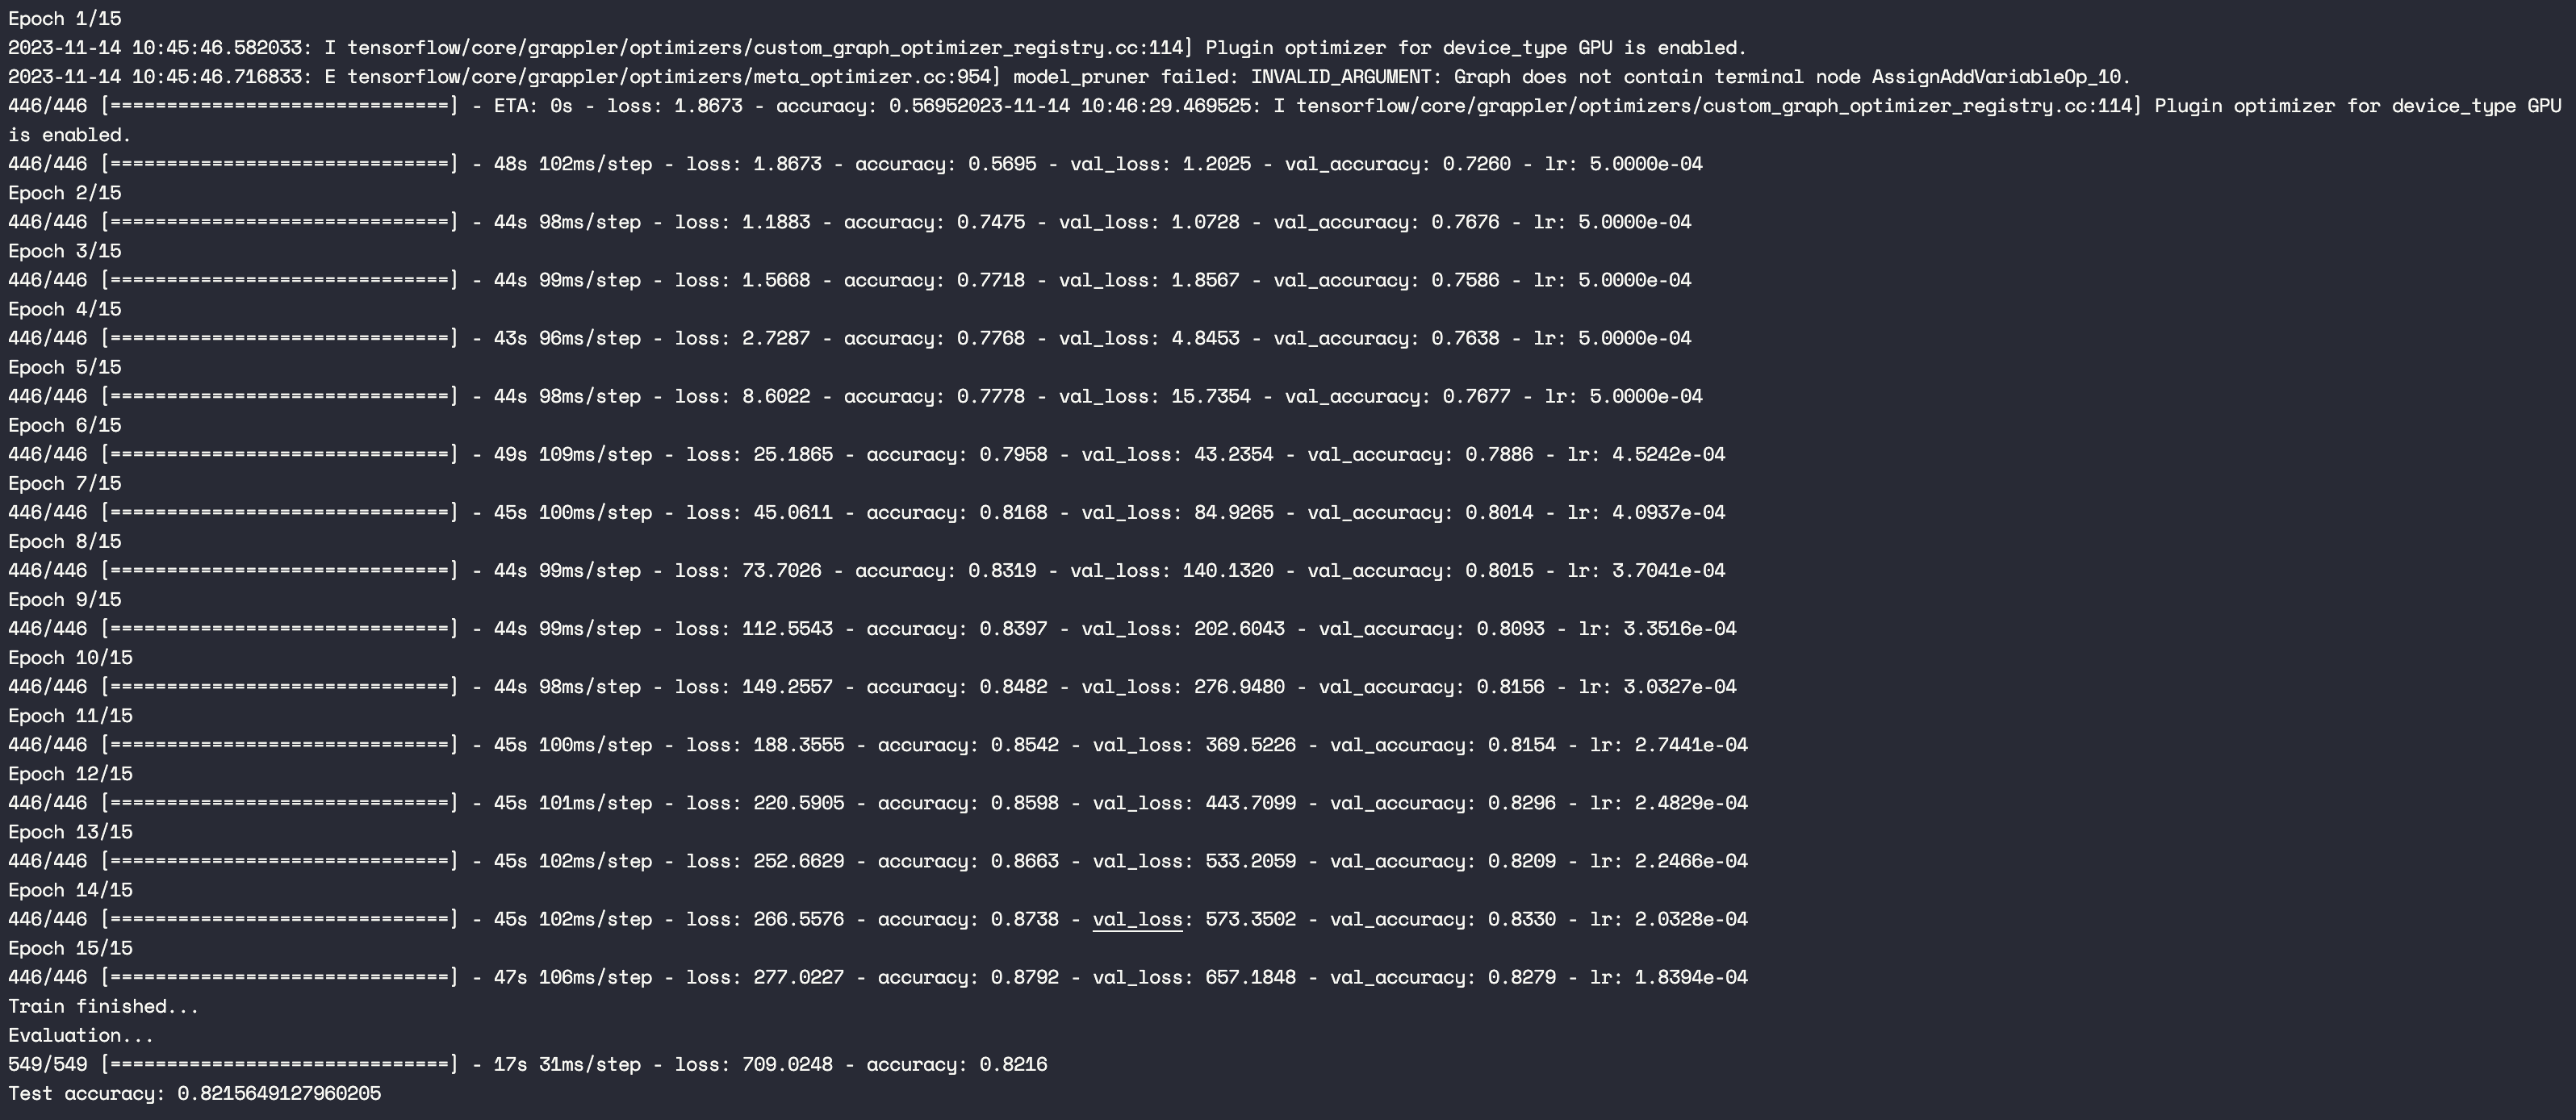 Epoch 1/15
2023-11-14 10:45:46.582033: I tensorflow/core/grappler/optimizers/custom_graph_optimizer_registry.cc:114] Plugin optimizer for device_type GPU is enabled.
2023-11-14 10:45:46.716833: E tensorflow/core/grappler/optimizers/meta_optimizer.cc:954] model_pruner failed: INVALID_ARGUMENT: Graph does not contain terminal node AssignAddVariableOp_10.
446/446 [==============================] - ETA: 0s - loss: 1.8673 - accuracy: 0.56952023-11-14 10:46:29.469525: I tensorflow/core/grappler/optimizers/custom_graph_optimizer_registry.cc:114] Plugin optimizer for device_type GPU
is enabled.
446/446 [==============================] - 48s 102ms/step - loss: 1.8673 - accuracy: 0.5695 - val_loss: 1.2025 - val_accuracy: 0.7260 - lr: 5.0000e-04
Epoch 2/15
446/446 [==============================] - 44s 98ms/step - loss: 1.1883 - accuracy: 0.7475 - val_loss: 1.0728 - val_accuracy: 0.7676 - lr: 5.0000e-04
Epoch 3/15
446/446 [==============================] - 44s 99ms/step - loss: 1.5668 - accuracy: 0.7718 - val_loss: 1.8567 - val_accuracy: 0.7586 - lr: 5.0000e-04
Epoch 4/15
446/446 [==============================] - 43s 96ms/step - loss: 2.7287 - accuracy: 0.7768 - val_loss: 4.8453 - val_accuracy: 0.7638 - lr: 5.0000e-04
Epoch 5/15
446/446 [==============================] - 44s 98ms/step - loss: 8.6022 - accuracy: 0.7778 - val_loss: 15.7354 - val_accuracy: 0.7677 - lr: 5.0000e-04
Epoch 6/15
446/446 [==============================] - 49s 109ms/step - loss: 25.1865 - accuracy: 0.7958 - val_loss: 43.2354 - val_accuracy: 0.7886 - lr: 4.5242e-04
Epoch 7/15
446/446 [==============================] - 45s 100ms/step - loss: 45.0611 - accuracy: 0.8168 - val_loss: 84.9265 - val_accuracy: 0.8014 - lr: 4.0937e-04
Epoch 8/15
446/446 [==============================] - 44s 99ms/step - loss: 73.7026 - accuracy: 0.8319 - val_loss: 140.1320 - val_accuracy: 0.8015 - lr: 3.7041e-04
Epoch 9/15
446/446 [==============================] - 44s 99ms/step - loss: 112.5543 - accuracy: 0.8397 - val_loss: 202.6043 - val_accuracy: 0.8093 - lr: 3.3516e-04
Epoch 10/15
446/446 [==============================] - 44s 98ms/step - loss: 149.2557 - accuracy: 0.8482 - val_loss: 276.9480 - val_accuracy: 0.8156 - lr: 3.0327e-04
Epoch 11/15
446/446 [==============================] - 45s 100ms/step - loss: 188.3555 - accuracy: 0.8542 - val_loss: 369.5226 - val_accuracy: 0.8154 - lr: 2.7441e-04
Epoch 12/15
446/446 [==============================] - 45s 101ms/step - loss: 220.5905 - accuracy: 0.8598 - val_loss: 443.7099 - val_accuracy: 0.8296 - lr: 2.4829e-04
Epoch 13/15
446/446 [==============================] - 45s 102ms/step - loss: 252.6629 - accuracy: 0.8663 - val_loss: 533.2059 - val_accuracy: 0.8209 - lr: 2.2466e-04
Epoch 14/15
446/446 [==============================] - 45s 102ms/step - loss: 266.5576 - accuracy: 0.8738 - val_loss: 573.3502 - val_accuracy: 0.8330 - lr: 2.0328e-04
Epoch 15/15
446/446 [==============================] - 47s 106ms/step - loss: 277.0227 - accuracy: 0.8792 - val_loss: 657.1848 - val_accuracy: 0.8279 - lr: 1.8394e-04
Train finished...
Evaluation...
549/549 [==============================] - 17s 31ms/step - loss: 709.0248 - accuracy: 0.8216
Test accuracy: 0.8215649127960205